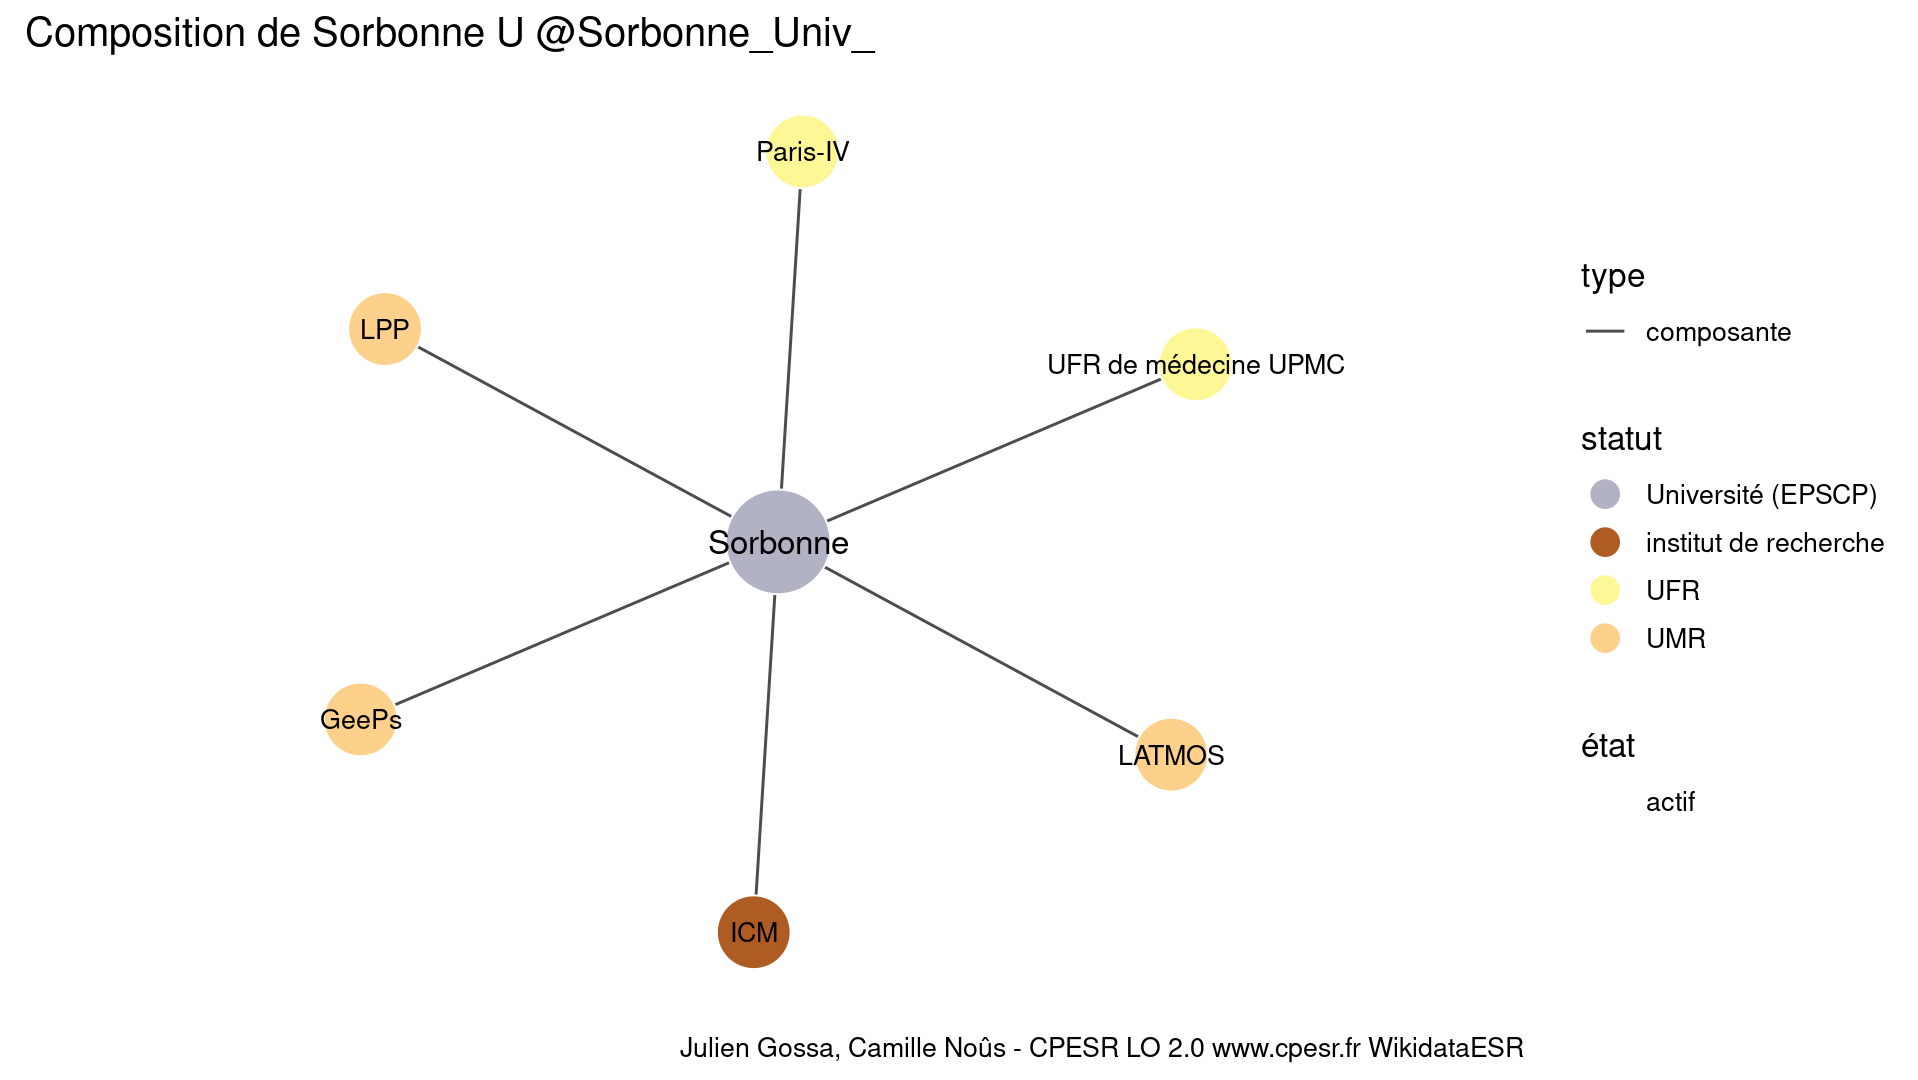 Composition de Sorbonne U @Sorbonne_Univ_
Paris-IV
LPP
UFR de médecine UPMC
Sorbonne
GeePs
LATMOS
ICM
type
composante
statut
Université (EPSCP)
institut de recherche
UFR
UMR
état
actif
Julien Gossa, Camille Noûs - CPESR LO 2.0 www.cpesr.fr WikidataESR